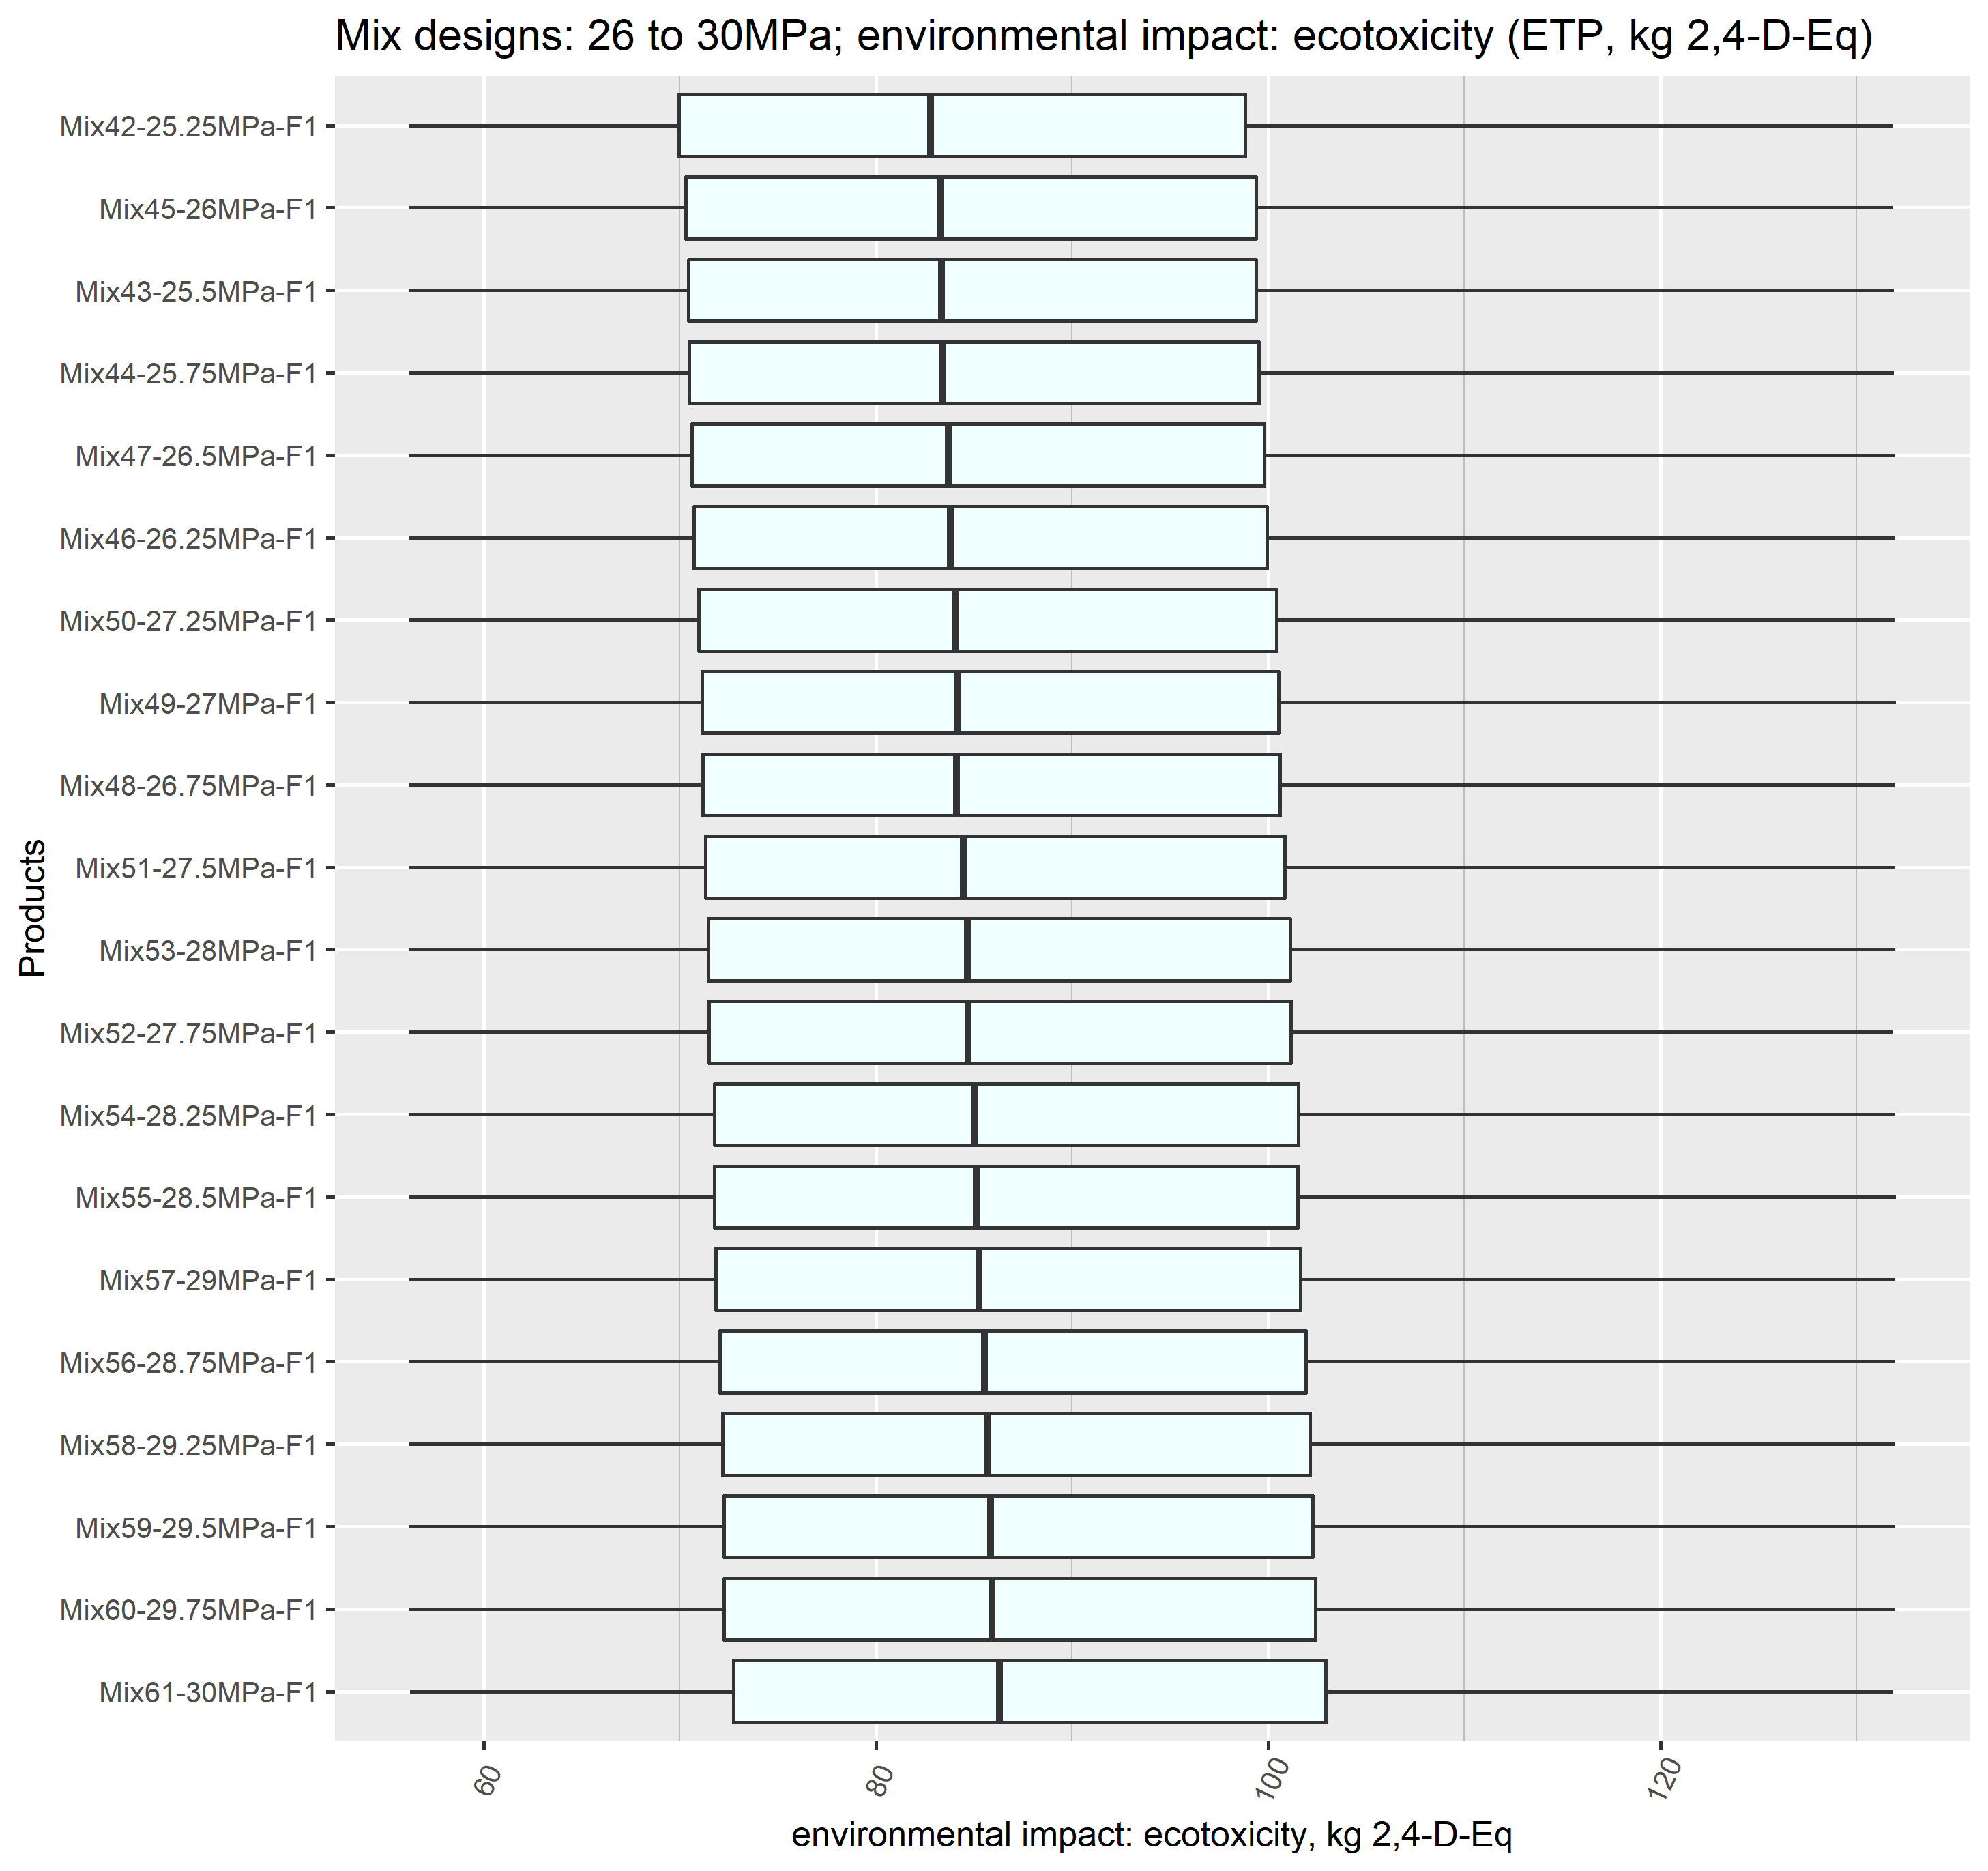 Mix designs: 26 to 30MPa; environmental impact: ecotoxicity (ETP, kg 2,4-D-Eq)
Mix42-25.25MPa-F1
Mix45-26MPa-F1
Mix43-25.5MPa-F1
Mix44-25.75MPa-F1
Mix47-26.5MPa-F1
Mix46-26.25MPa-F1
Mix50-27.25MPa-F1
Mix49-27MPa-F1
Mix48-26.75MPa-F1
Mix51-27.5MPa-F1
Mix53-28MPa-F1
Mix52-27.75MPa-F1
Mix54-28.25MPa-F1
Mix55-28.5MPa-F1
Mix57-29MPa-F1
Mix56-28.75MPa-F1
Mix58-29.25MPa-F1
Mix59-29.5MPa-F1
Mix60-29.75MPa-F1
Mix61-30MPa-F1
Products
60 80 100 120
environmental impact: ecotoxicity, kg 2,4-D-Eq